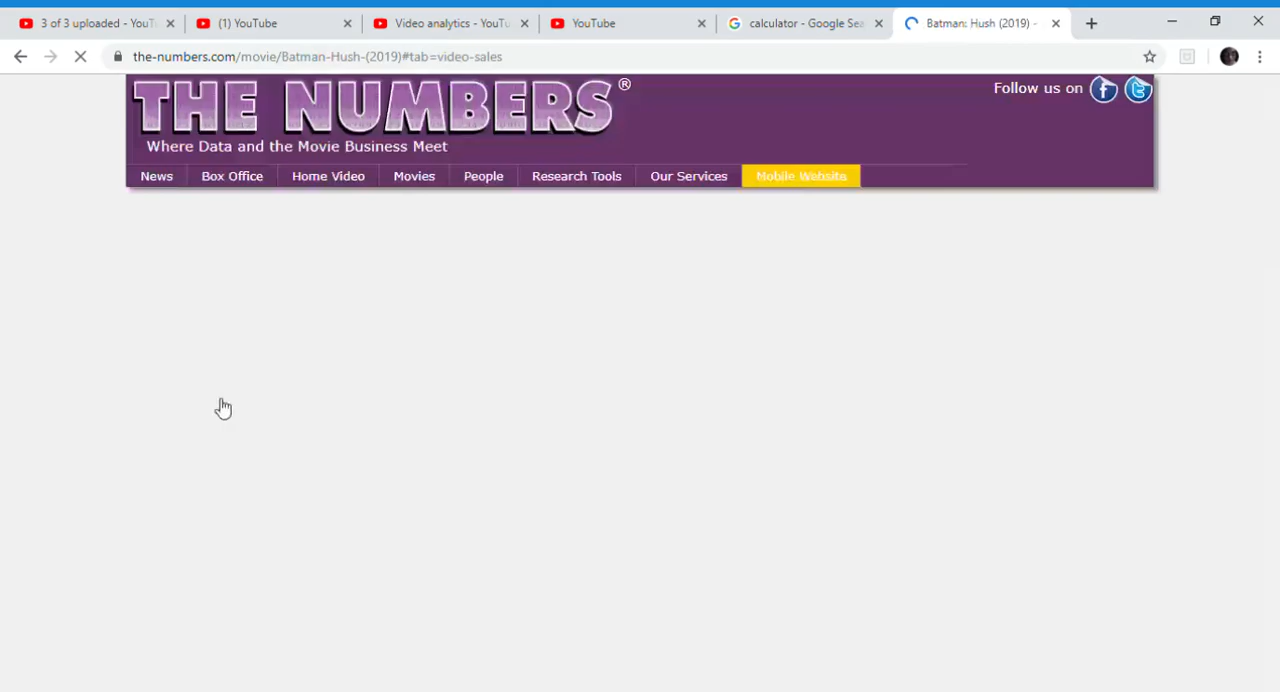 3 of 3 uploaded - YouT
(1) YouTube
Video analytics - YouTu
YouTube
calculator - Google Sea
Batman: Hush (2019) -
the-numbers.com/movie/Batman-Hush-(2019)#tab=video-sales
THE NUMBERS®
Where Data and the Movie Business Meet
Follow us on
News Box Office Home Video Movies People Research Tools Our Services Mobile Website